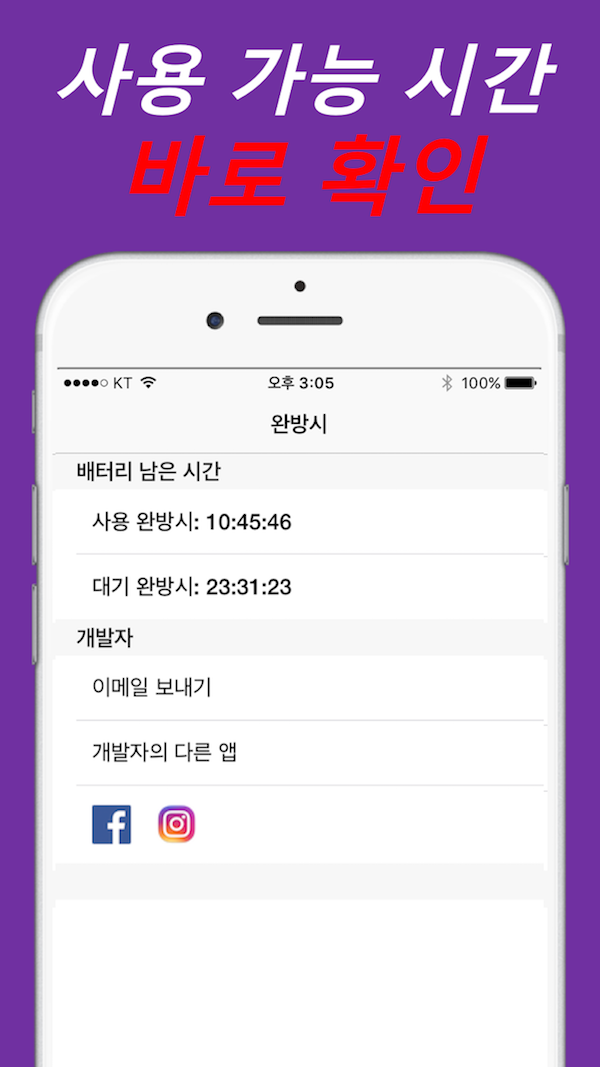 사용 가능 시간
바로 확인
KT 오후 3:05 100%
완방시
배터리 남은 시간
사용 완방시: 10:45:46
대기 완방시: 23:31:23
개발자
이메일 보내기
개발자의 다른 앱